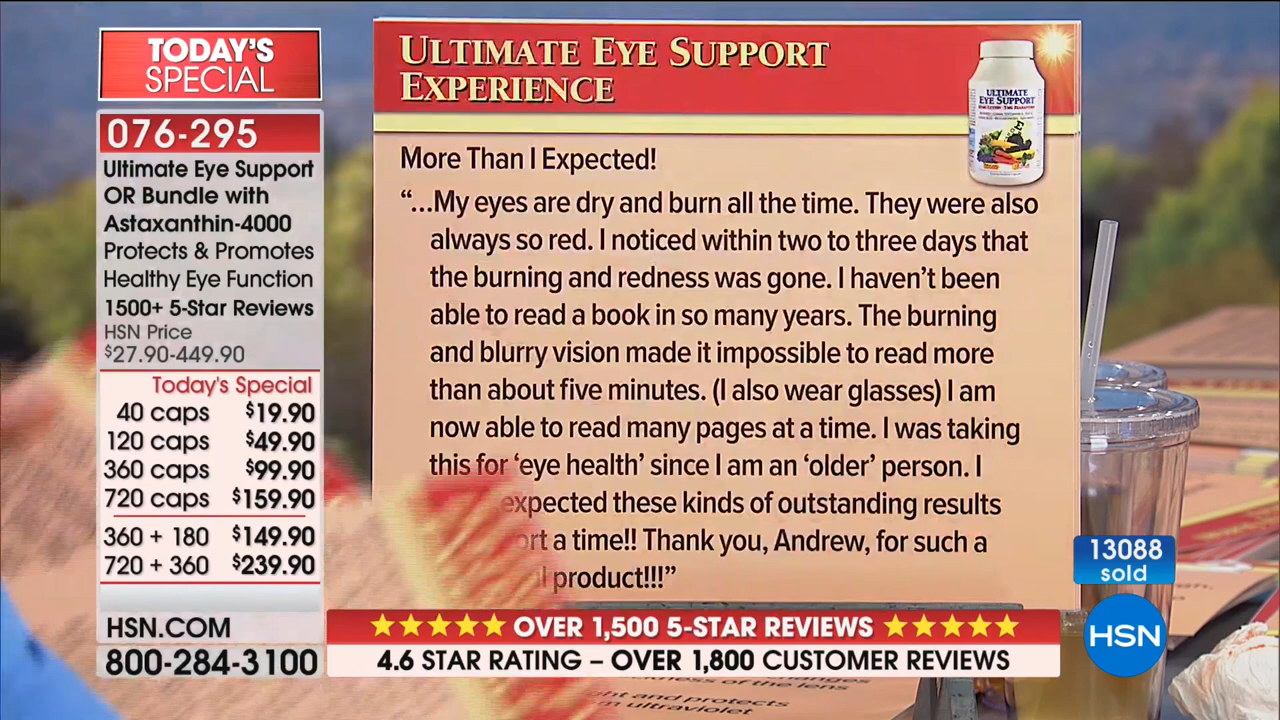 TODAY'S
SPECIAL
076-295
Ultimate Eye Support
OR Bundle with
Astaxanthin-4000
Protects & Promotes
Healthy Eye Function
1500+ 5-Star Reviews
HSN Price
$27.90-449.90
Today's Special
40 caps $19.90
120 caps $49.90
360 caps $99.90
720 caps $159.90
360 + 180 $149.90
720 + 360 $239.90
HSN.COM
800-284-3100
ULTIMATE EYE SUPPORT
EXPERIENCE
ULTIMATE
EYE SUPPORT
More Than I Expected!
“...My eyes are dry and burn all the time. They were also
always so red. I noticed within two to three days that
the burning and redness was gone. I haven't been
able to read a book in so many years. The burning
and blurry vision made it impossible to read more
than about five minutes. (I also wear glasses) I am
now able to read many pages at a time. I was taking
this for ‘eye health’ since I am an ‘older’ person. I
expected these kinds of outstanding results
a time!! Thank you, Andrew, for such a
product!!!”
13088
sold
HSN
OVER 1,500 5-STAR REVIEWS
4.6 STAR RATING – OVER 1,800 CUSTOMER REVIEWS
of the lens
and protects
ultraviolet